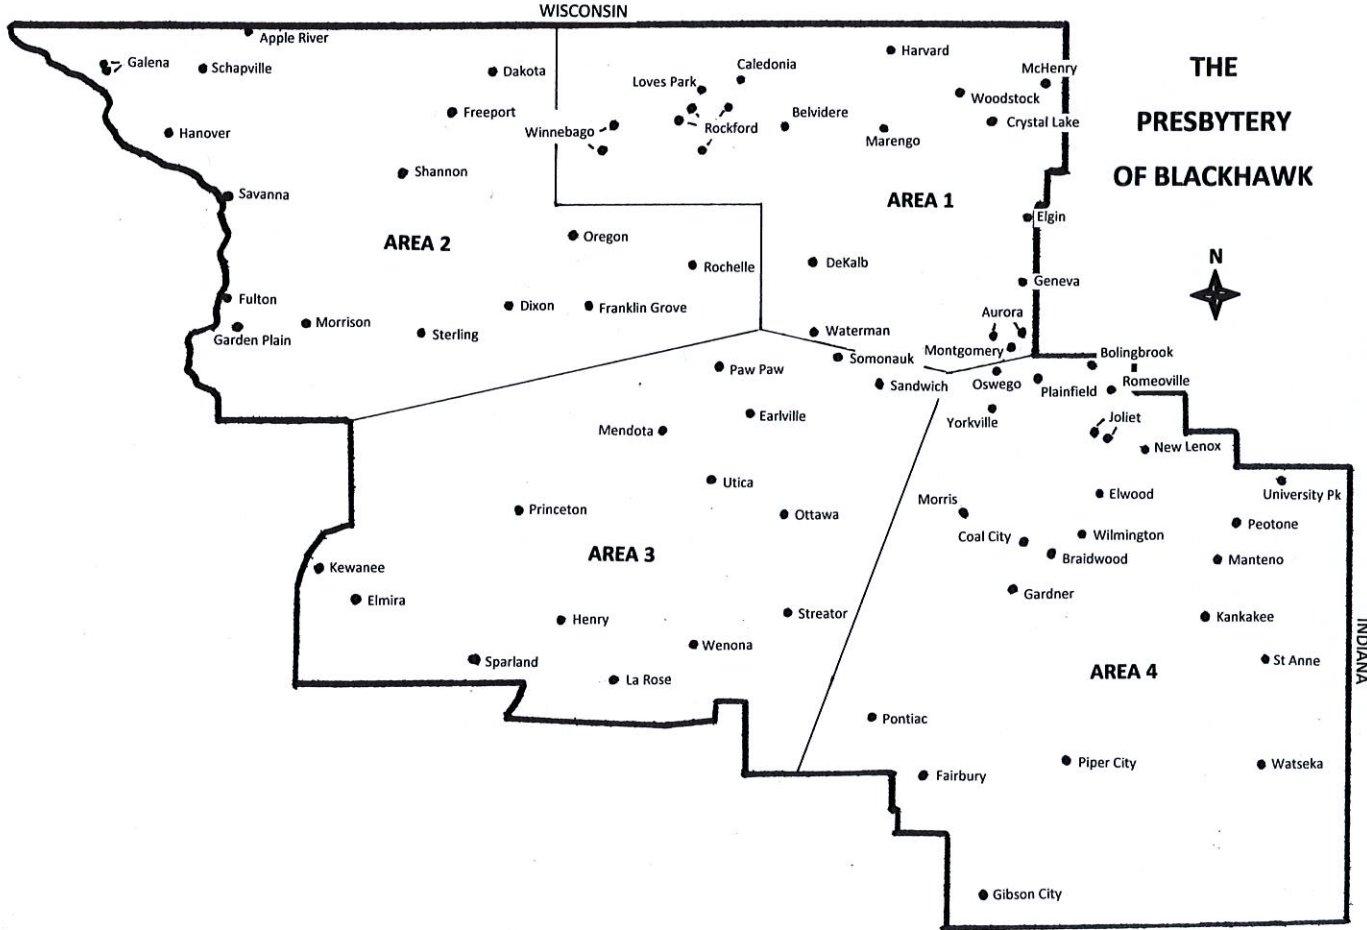 WISCONSIN
THE
PRESBYTERY
OF BLACKHAWK
N
Apple River
Galena
Schapville
Dakota
Harvard
Caledonia
Loves Park
McHenry
Woodstock
Freeport
Hanover
Winnebago
Rockford
Belvidere
Marengo
Crystal Lake
Shannon
Savanna
AREA 1
Elgin
AREA 2
Oregon
Rochelle
DeKalb
Geneva
Fulton
Morrison
Garden Plain
Sterling
Dixon
Franklin Grove
Aurora
Waterman
Montgomery
Somonauk
Bolingbrook
Paw Paw
Sandwich
Oswego
Plainfield
Romeoville
Earlville
Yorkville
Joliet
Mendota
New Lenox
Utica
University Pk
Princeton
Ottawa
Morris
Elwood
Peotone
Coal City
Wilmington
AREA 3
Braidwood
Manteno
Kewanee
Elmira
Gardner
Henry
Streator
Kankakee
INDIANA
Wenona
Sparland
La Rose
St Anne
AREA 4
Pontiac
Fairbury
Piper City
Watseka
Gibson City